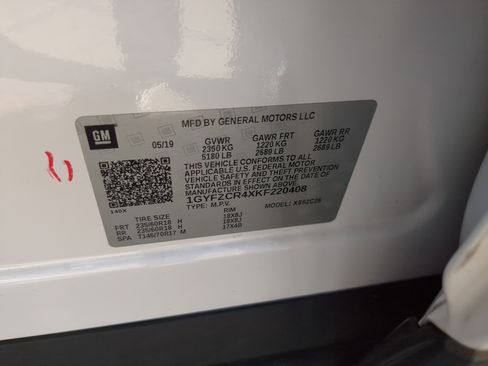 MFD BY GENERAL MOTORS LLC
GM
05/19
GVWR GAWR FRT GAWR RR
2350 KG 1220 KG 1220 KG
5180 LB 2689 LB 2689 LB
THIS VEHICLE CONFORMS TO ALL
APPLICABLE U.S. FEDERAL MOTOR
VEHICLE SAFETY AND THEFT PREVENTION
STANDARDS IN EFFECT ON THE DATE OF
MANUFACTURE SHOWN ABOVE.
1GYFZCR4XKF220408
TYPE: M.P.V. MODEL:
140X
TIRE SIZE RIM
FRT 235/60R18 H 18X8J
RR 235/60R18 H 18X8J
SPA T145/70R17 M 17X4B